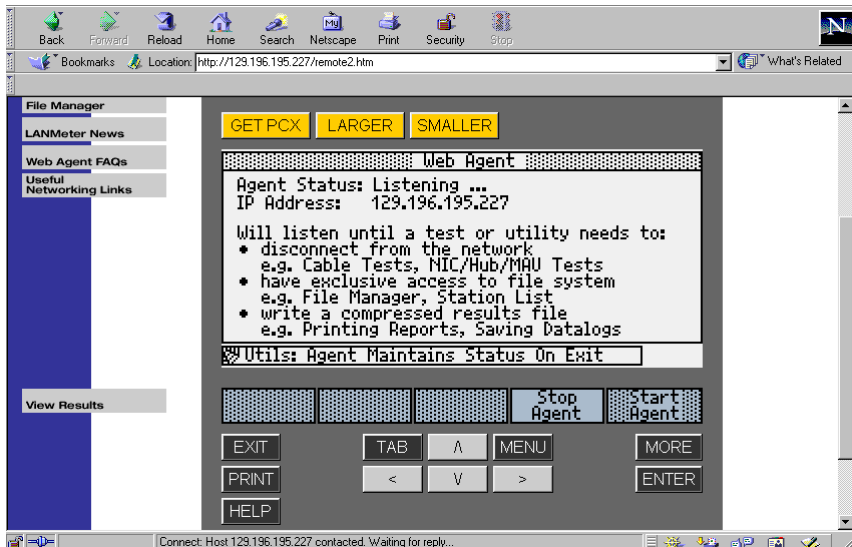 Back Forward Reload Home Search Netscape Print Security Stop
My
N
Bookmarks Location: http://129.196.195.227/remote2.htm What's Related
File Manager
LANMeter News
Web Agent FAQs
Useful
Networking Links
View Results
GET PCX LARGER SMALLER
Web Agent
Agent Status: Listening ...
IP Address: 129.196.195.227
Will listen until a test or utility needs to:
• disconnect from the network
e.g. Cable Tests, NIC/Hub/MAU Tests
• have exclusive access to file system
e.g. File Manager, Station List
• write a compressed results file
e.g. Printing Reports, Saving Datalogs
Utils: Agent Maintains Status On Exit
Stop
Agent
Start
Agent
EXIT TAB Λ MENU MORE
PRINT < V > ENTER
HELP
Connect: Host 129.196.195.227 contacted. Waiting for reply...